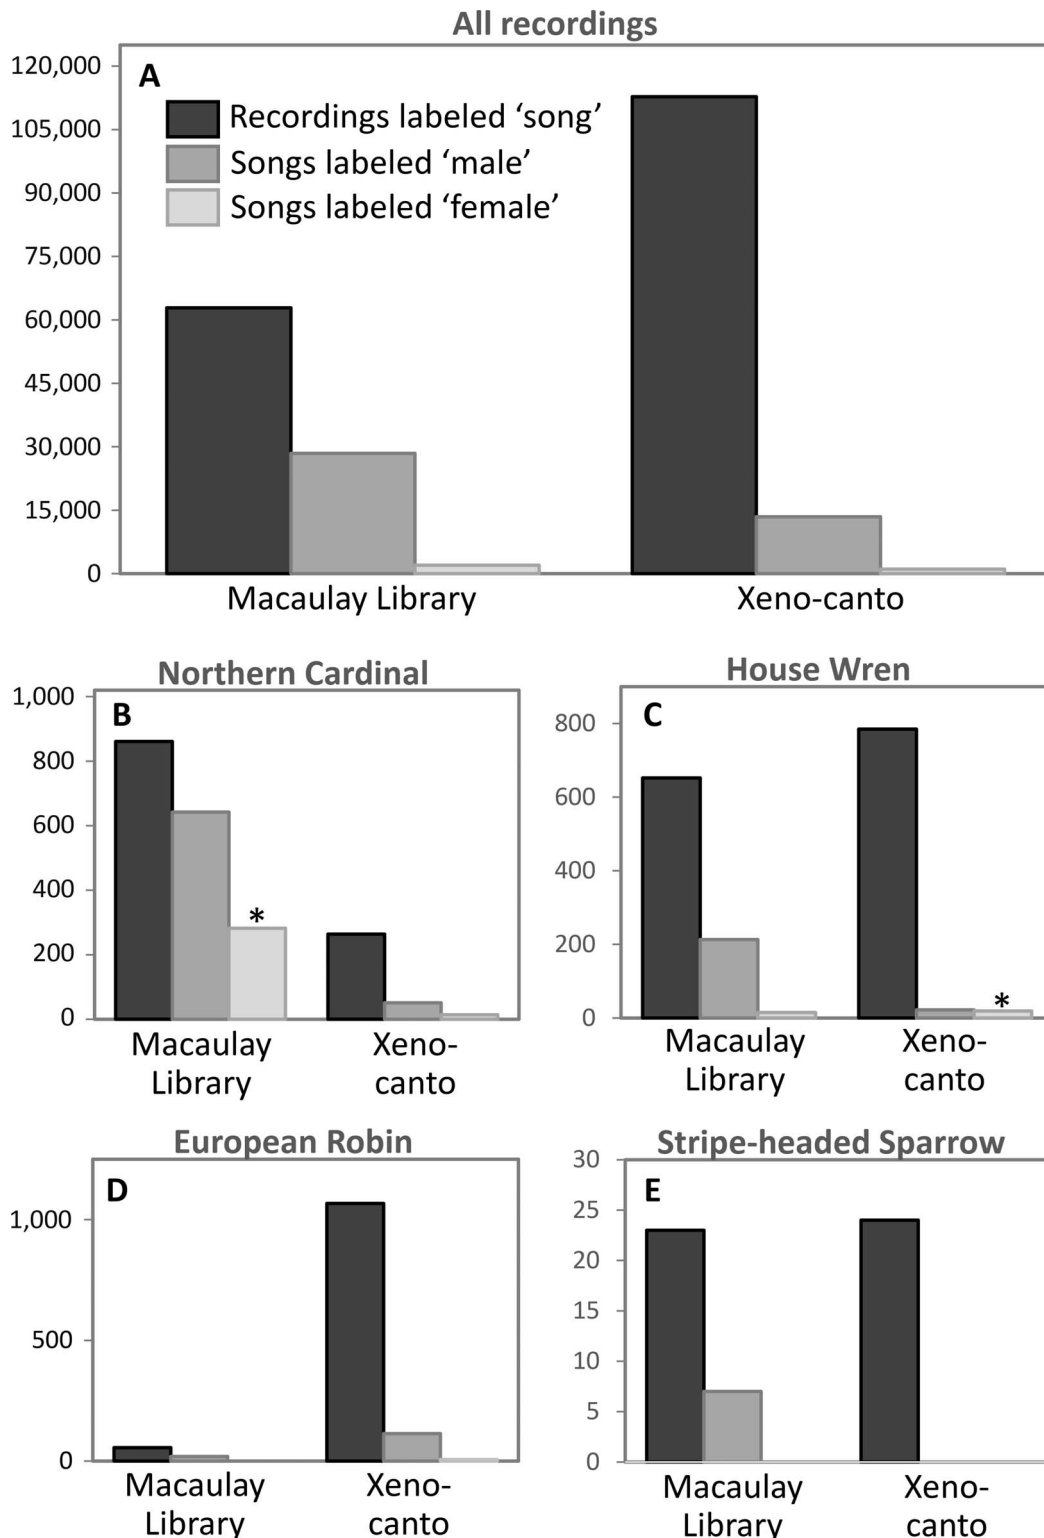 All recordings
A
120,000
105,000
90,000
75,000
60,000
45,000
30,000
15,000
0
Recordings labeled ‘song’
Songs labeled ‘male’
Songs labeled ‘female’
Macaulay Library
Xeno-canto
Northern Cardinal
B
1,000
800
600
400
200
0
*
Macaulay
Library
Xeno-
canto
House Wren
C
800
600
400
200
0
*
Macaulay
Library
Xeno-
canto
European Robin
D
1,000
500
0
Macaulay
Library
Xeno-
canto
Stripe-headed Sparrow
E
30
25
20
15
10
5
0
Macaulay
Library
Xeno-
canto